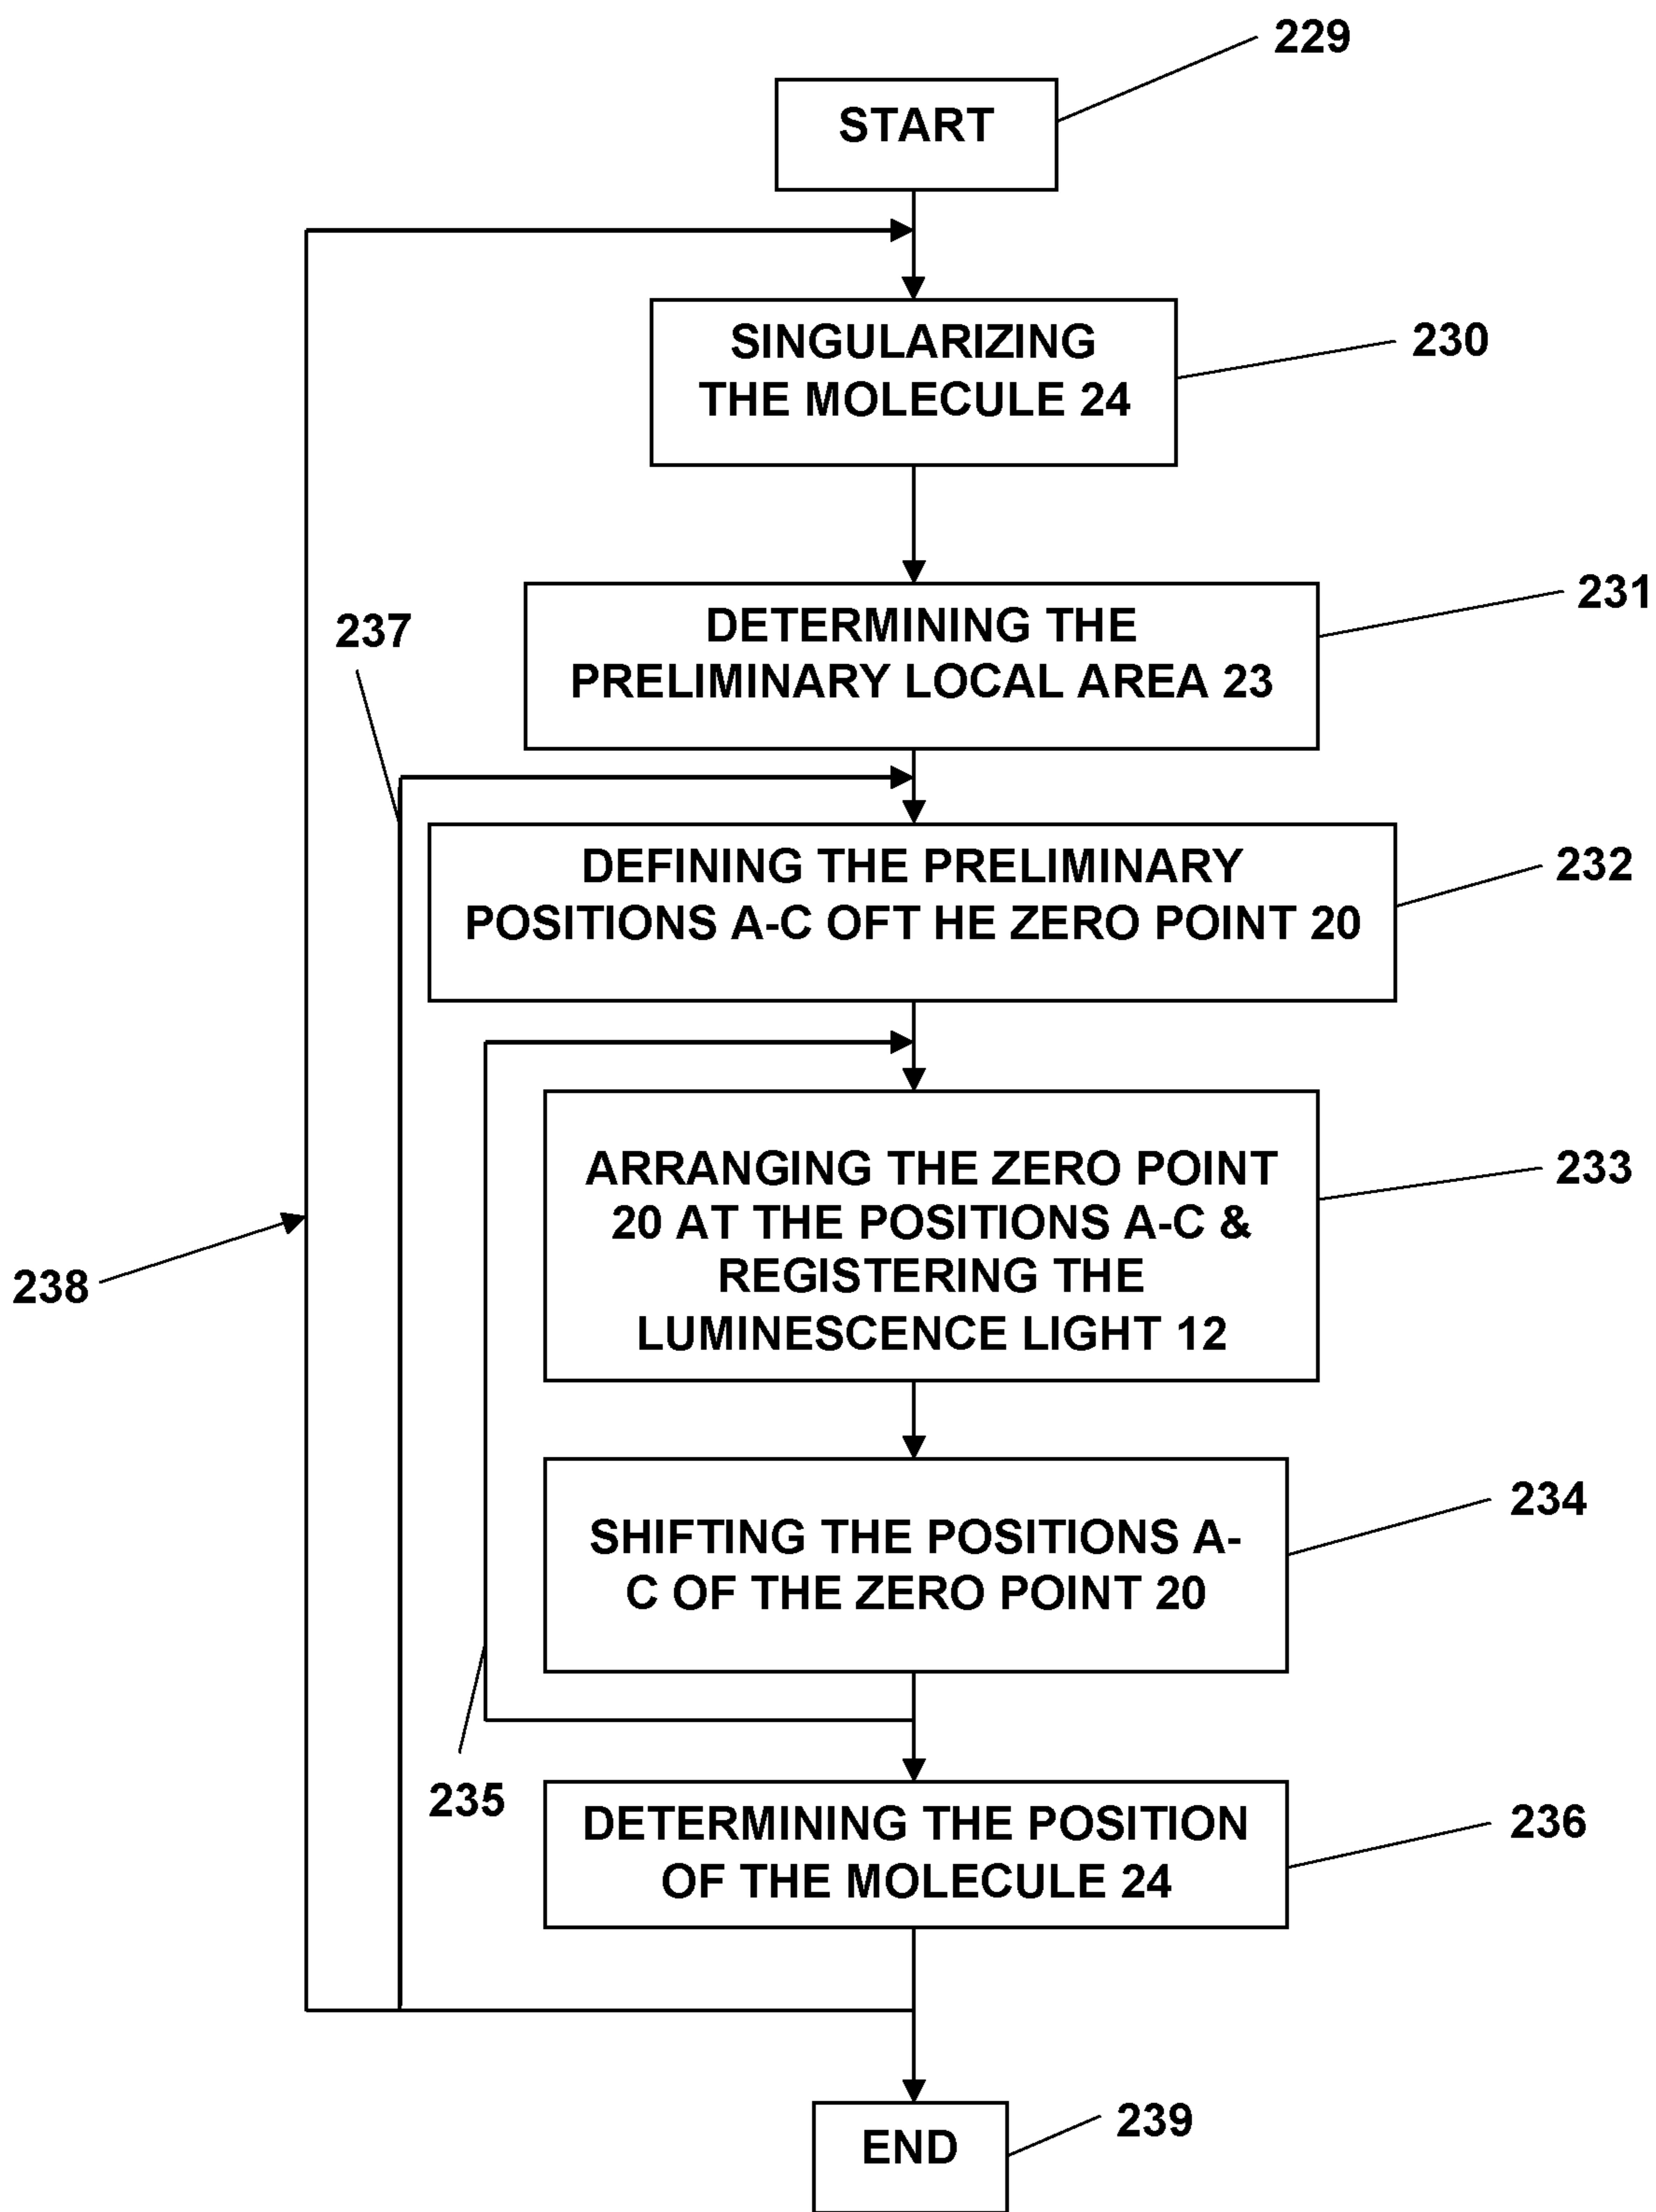 229
START
SINGULARIZING
THE MOLECULE 24
230
DETERMINING THE
PRELIMINARY LOCAL AREA 23
231
237
DEFINING THE PRELIMINARY
POSITIONS A-C OFT HE ZERO POINT 20
232
ARRANGING THE ZERO POINT
20 AT THE POSITIONS A-C &
REGISTERING THE
LUMINESCENCE LIGHT 12
233
238
SHIFTING THE POSITIONS A-
C OF THE ZERO POINT 20
234
235
DETERMINING THE POSITION
OF THE MOLECULE 24
236
END
239